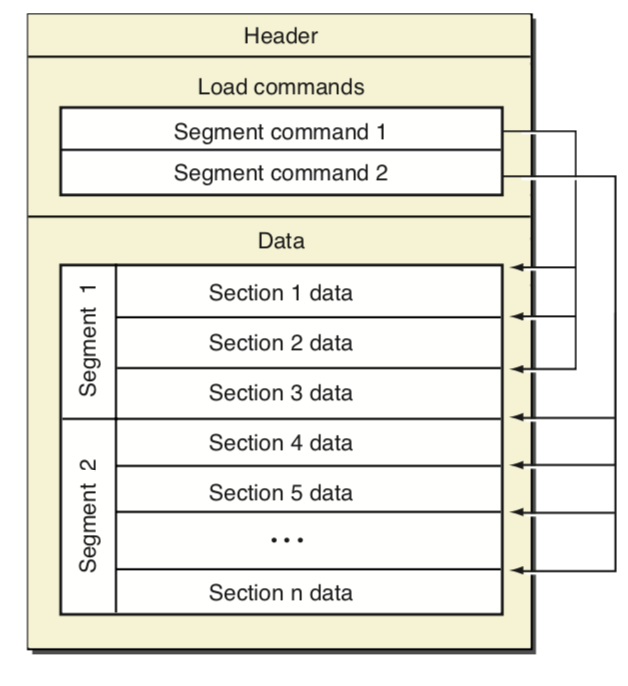 Header
Load commands
Segment command 1
Segment command 2
Data
Segment 1
Section 1 data
Section 2 data
Section 3 data
Segment 2
Section 4 data
Section 5 data
...
Section n data